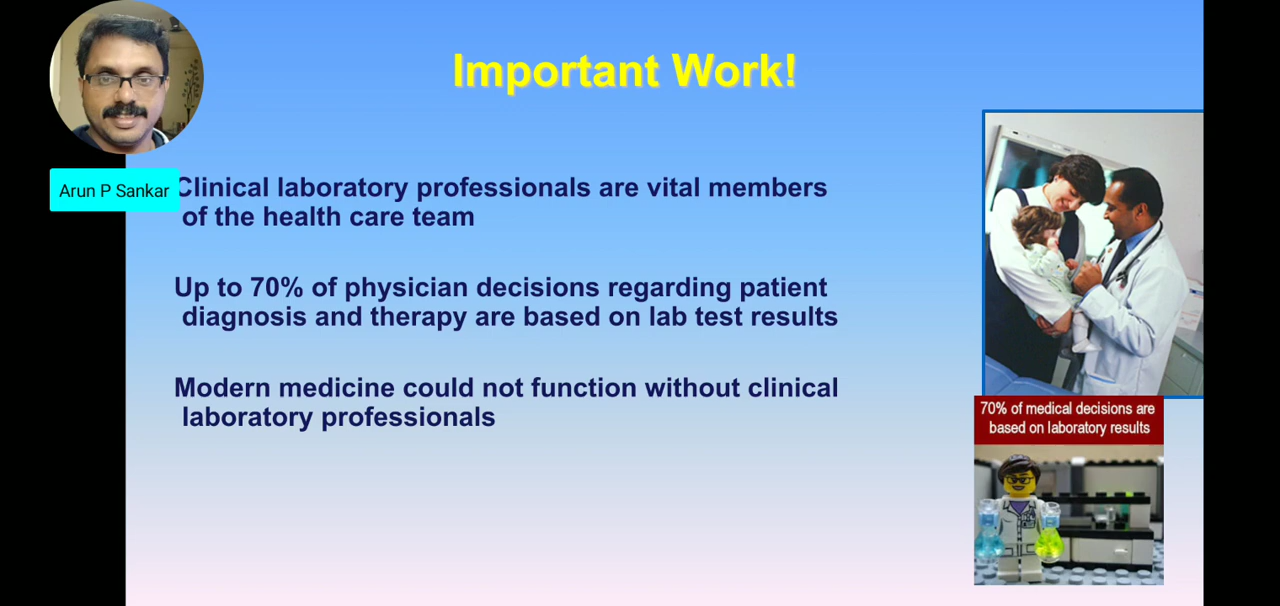 Important Work!
Arun P Sankar
Clinical laboratory professionals are vital members
of the health care team
Up to 70% of physician decisions regarding patient
diagnosis and therapy are based on lab test results
Modern medicine could not function without clinical
laboratory professionals
70% of medical decisions are
based on laboratory results